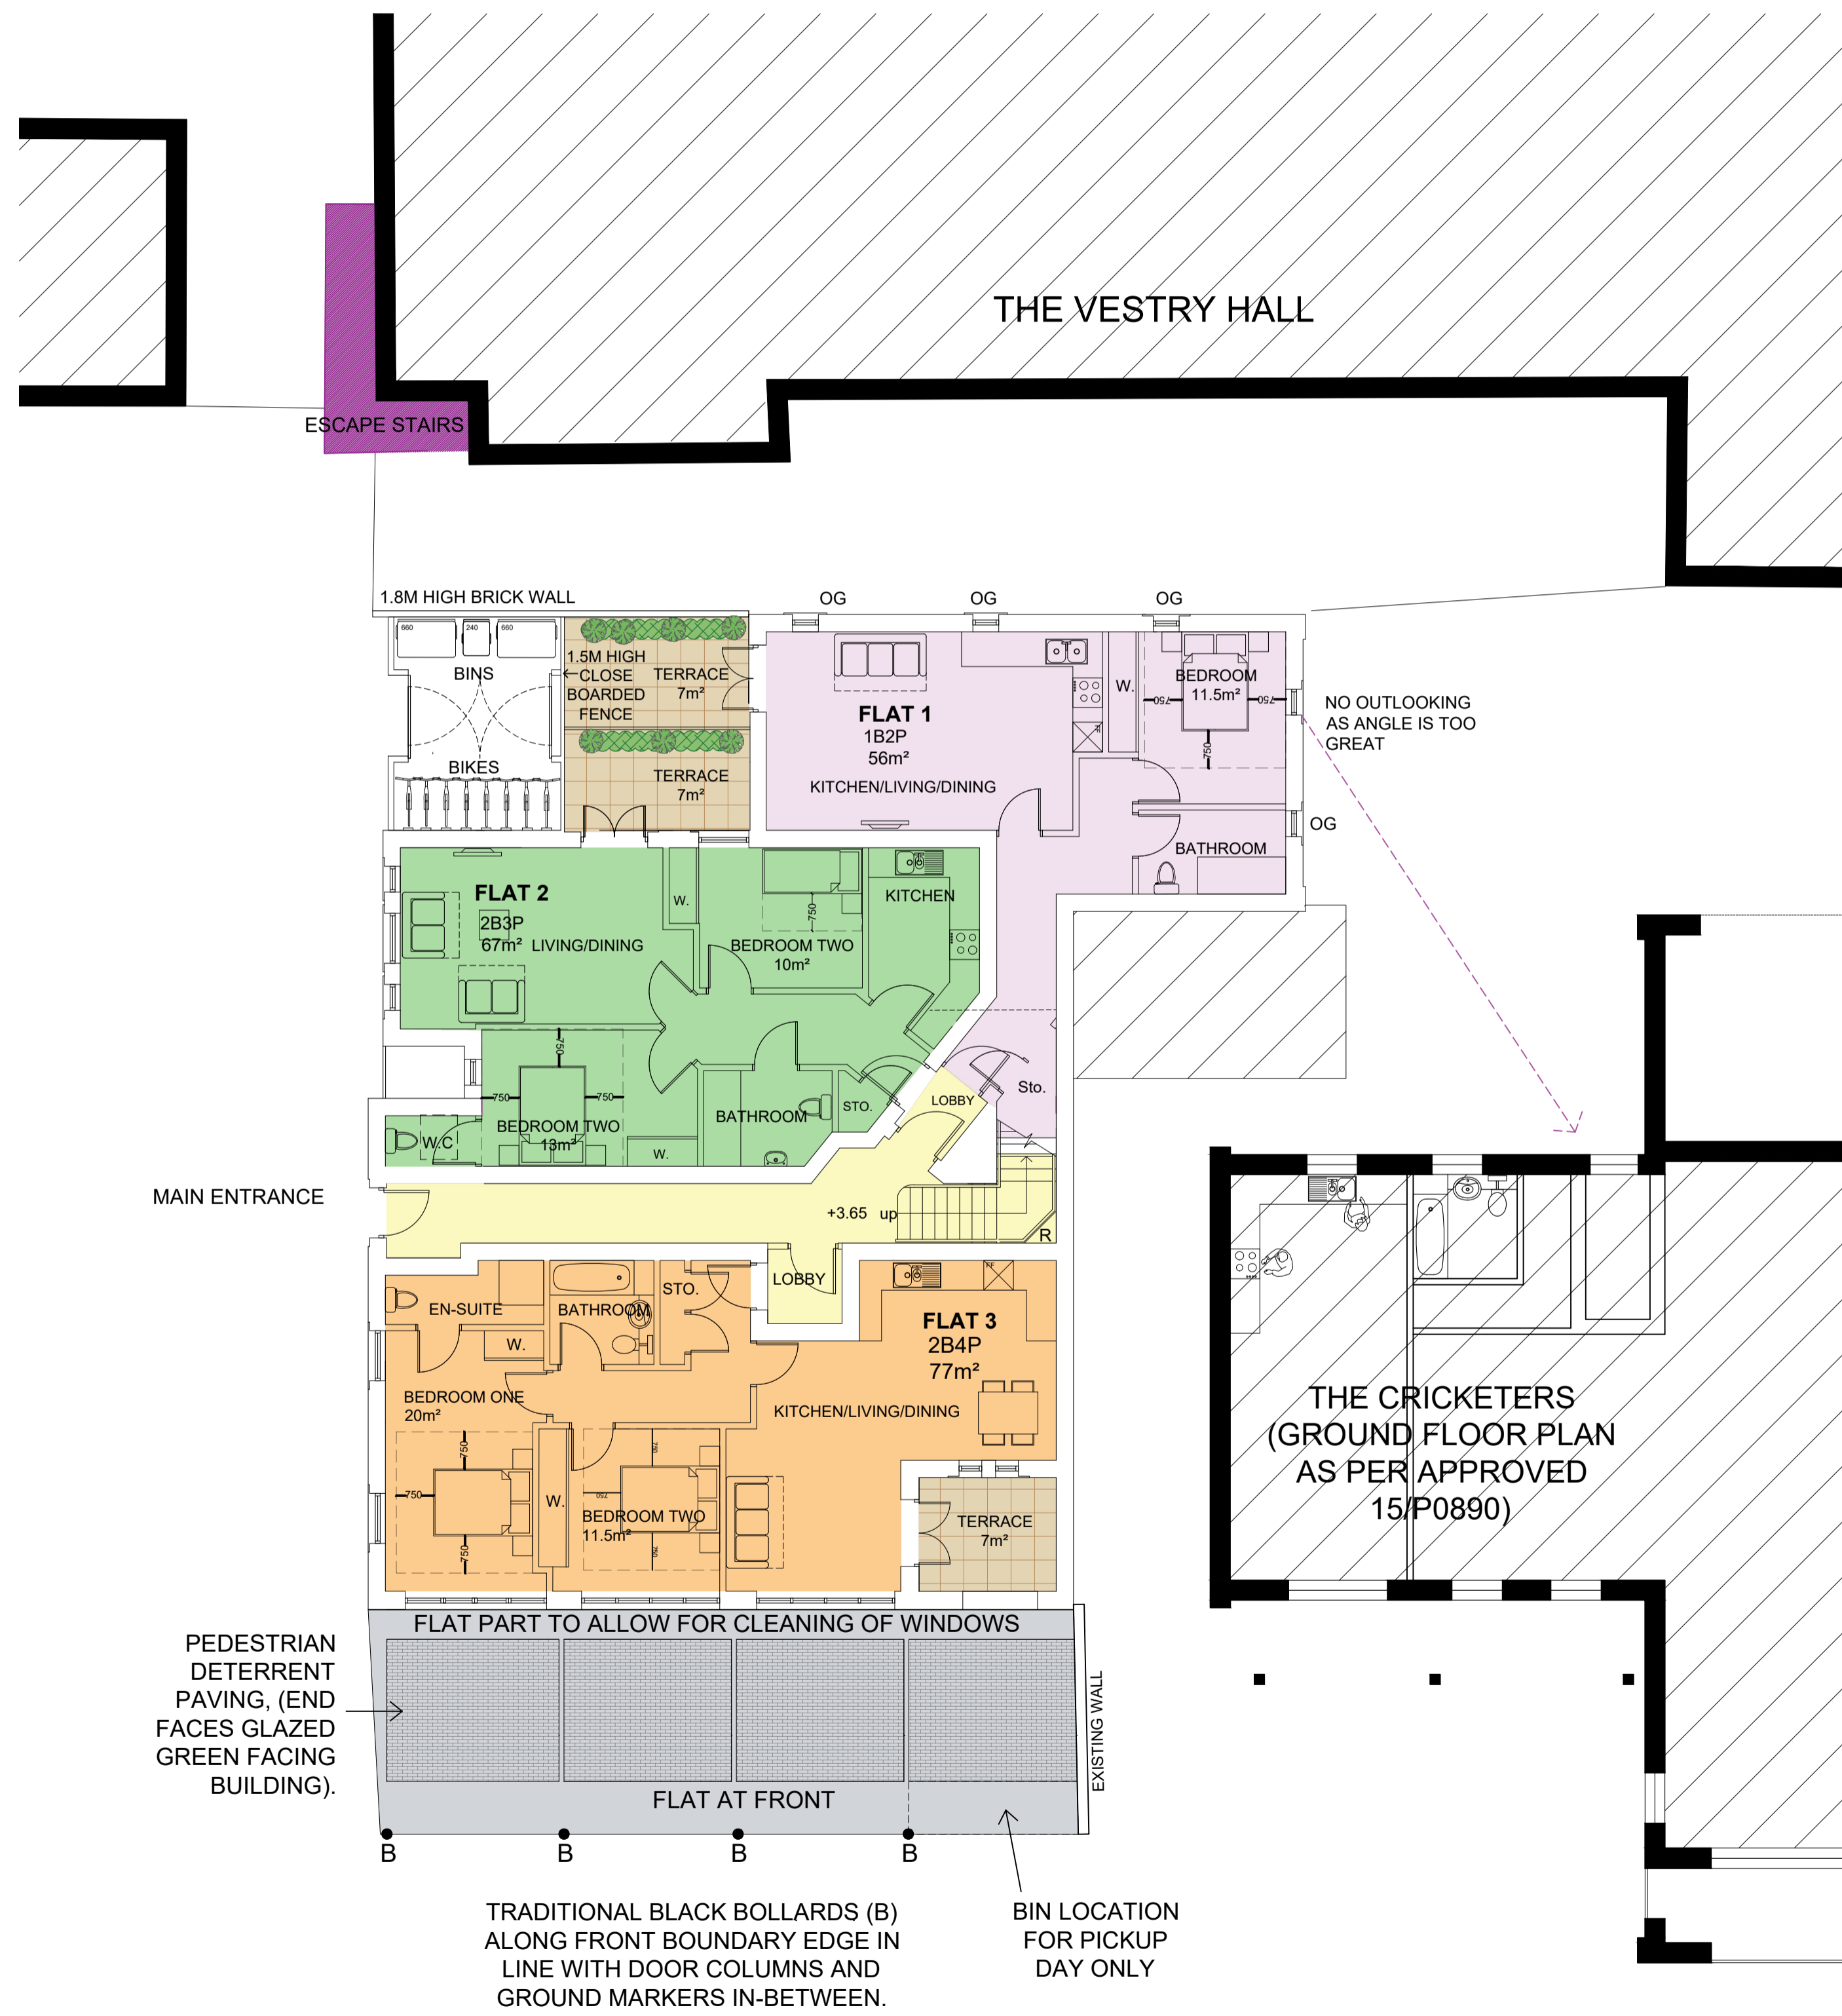 THE VESTRY HALL
ESCAPE STAIRS
1.8M HIGH BRICK WALL
OG
OG
OG
660
240
660
BINS
BIKES
1.5M HIGH
CLOSE
BOARDED
FENCE
TERRACE
7m²
TERRACE
7m²
FLAT 1
1B2P
56m²
KITCHEN/LIVING/DINING
FF
W.
BEDROOM
11.5m²
750
750
750
NO OUTLOOKING
AS ANGLE IS TOO
GREAT
OG
BATHROOM
FLAT 2
2B3P
67m²
LIVING/DINING
W.
BEDROOM TWO
10m²
750
KITCHEN
750
750
750
BEDROOM TWO
13m²
W.C
W.
BATHROOM
STO.
LOBBY
Sto.
MAIN ENTRANCE
+3.65 up
R
LOBBY
EN-SUITE
BATHROOM
STO.
W.
FF
FLAT 3
2B4P
77m²
KITCHEN/LIVING/DINING
BEDROOM ONE
20m²
750
750
750
W.
BEDROOM TWO
11.5m²
750
750
750
TERRACE
7m²
THE CRICKETERS
(GROUND FLOOR PLAN
AS PER APPROVED
15/P0890)
FLAT PART TO ALLOW FOR CLEANING OF WINDOWS
PEDESTRIAN
DETERRENT
PAVING, (END
FACES GLAZED
GREEN FACING
BUILDING).
EXISTING WALL
FLAT AT FRONT
B
B
B
B
TRADITIONAL BLACK BOLLARDS (B)
ALONG FRONT BOUNDARY EDGE IN
LINE WITH DOOR COLUMNS AND
GROUND MARKERS IN-BETWEEN.
BIN LOCATION
FOR PICKUP
DAY ONLY